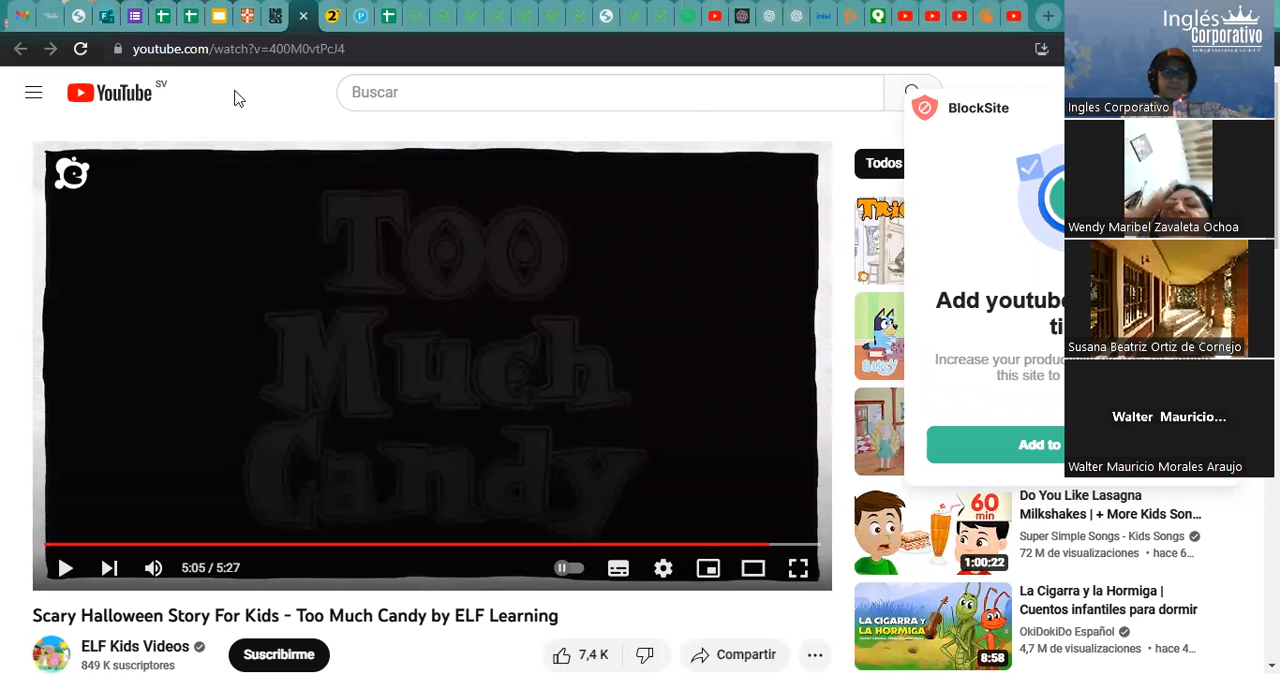 youtube.com/watch?v=400M0vtPcJ4
YouTube SV
Buscar
BlockSite
Inglés
Corporativo
Ingles Corporativo
Wendy Maribel Zavaleta Ochoa
Susana Beatriz Ortiz de Cornejo
Walter Mauricio...
Walter Mauricio Morales Araujo
Too
Much
Candy
5:05 / 5:27
Todos
Add youtube
Increase your
this site to
Add to
Scary Halloween Story For Kids - Too Much Candy by ELF Learning
ELF Kids Videos
849 K suscriptores
Suscribirme
7,4 K
Compartir
60
min
1:00:22
Do You Like Lasagna
Milkshakes | + More Kids Son...
Super Simple Songs - Kids Songs
72 M de visualizaciones • hace 6...
LA CIGARRA y
LA HORMIGA
8:58
La Cigarra y la Hormiga |
Cuentos infantiles para dormir
OkiDokiDo Español
4,7 M de visualizaciones • hace 4...